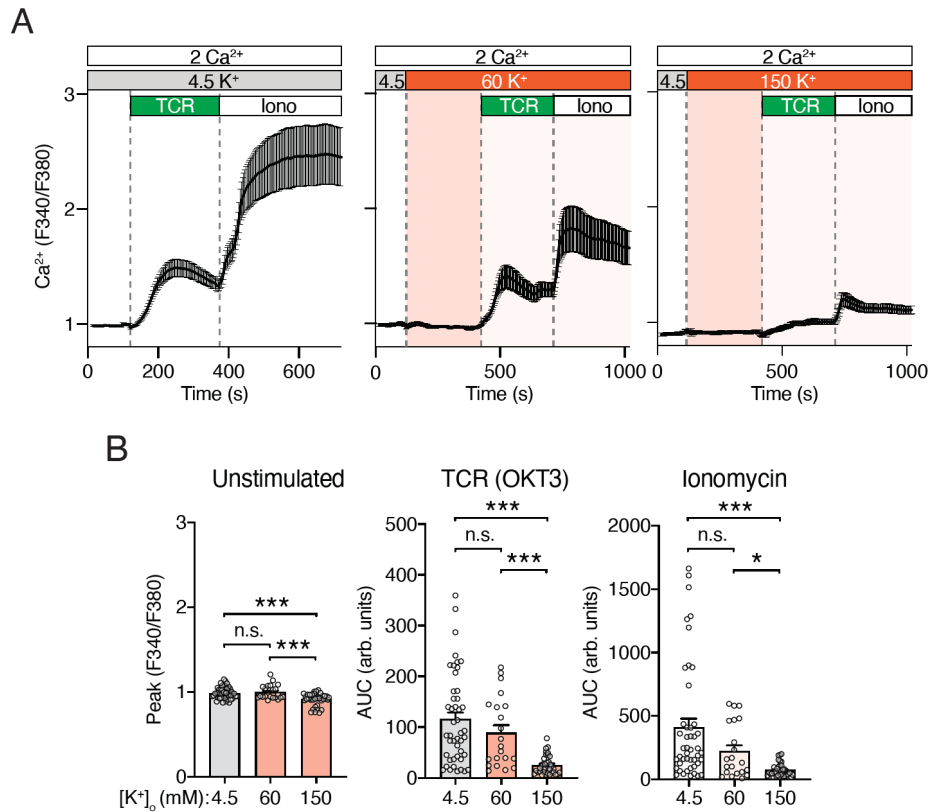 A
2 Ca²⁺ 2 Ca²⁺ 2 Ca²⁺
4.5 K⁺ 4.5 60 K⁺ 4.5 150 K⁺
TCR Iono TCR Iono TCR Iono
Ca²⁺ (F340/F380)
3
2
1
0 200 400 600 0 500 1000 0 500 1000
Time (s) Time (s) Time (s)
B
Unstimulated TCR (OKT3) Ionomycin
Peak (F340/F380)
3
2
1
0
*** n.s. ***
AUC (arb. units)
500
400
300
200
100
0
*** n.s. ***
AUC (arb. units)
2000
1500
1000
500
0
*** n.s. *
[K⁺]ₒ (mM): 4.5 60 150 4.5 60 150 4.5 60 150